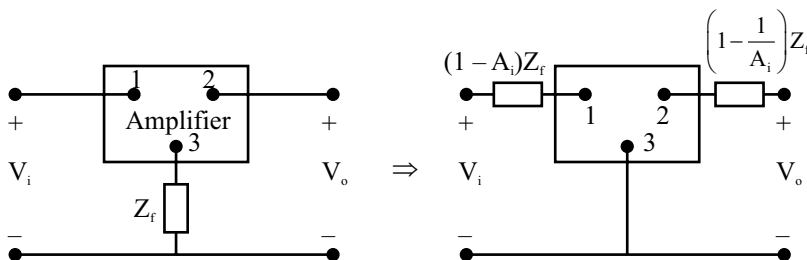 1 2
Amplifier
3
+ +
V_i V_o
Z_f
– –
⇒
(1 – A_i)Z_f
(1 – 1/A_i)Z_f
1 2
3
+ +
V_i V_o
– –